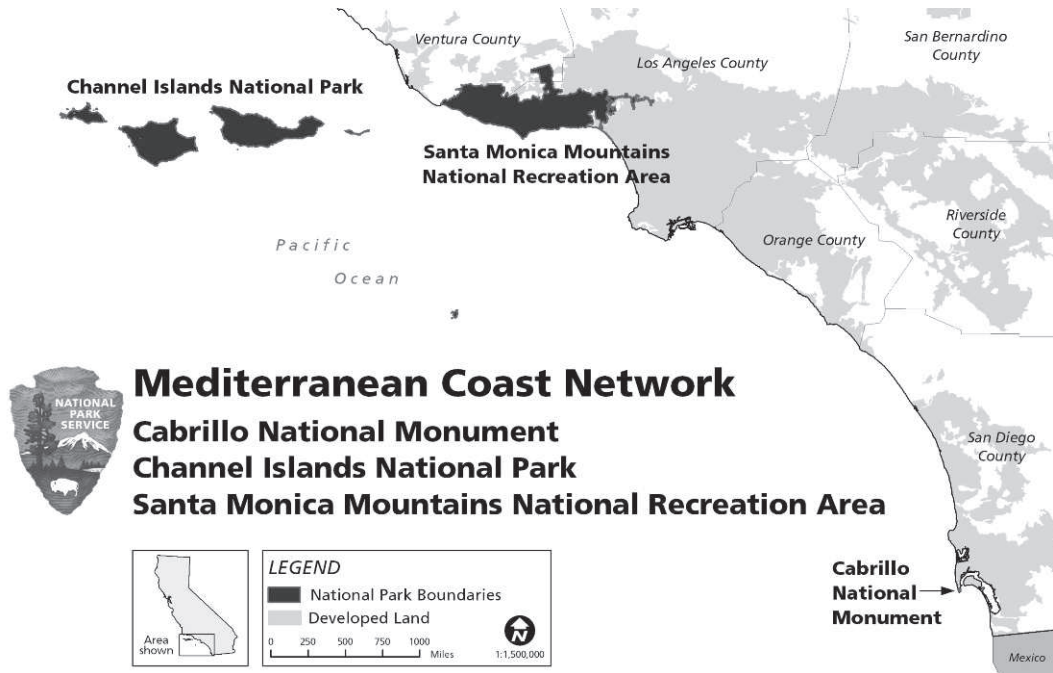 Ventura County
Los Angeles County
San Bernardino
County
Channel Islands National Park
Santa Monica Mountains
National Recreation Area
Riverside
County
Orange County
Pacific
Ocean
NATIONAL
PARK
SERVICE
Mediterranean Coast Network
Cabrillo National Monument
Channel Islands National Park
Santa Monica Mountains National Recreation Area
San Diego
County
Area
shown
LEGEND
National Park Boundaries
Developed Land
0 250 500 750 1000
Miles
N
1:1,500,000
Cabrillo
National
Monument
Mexico